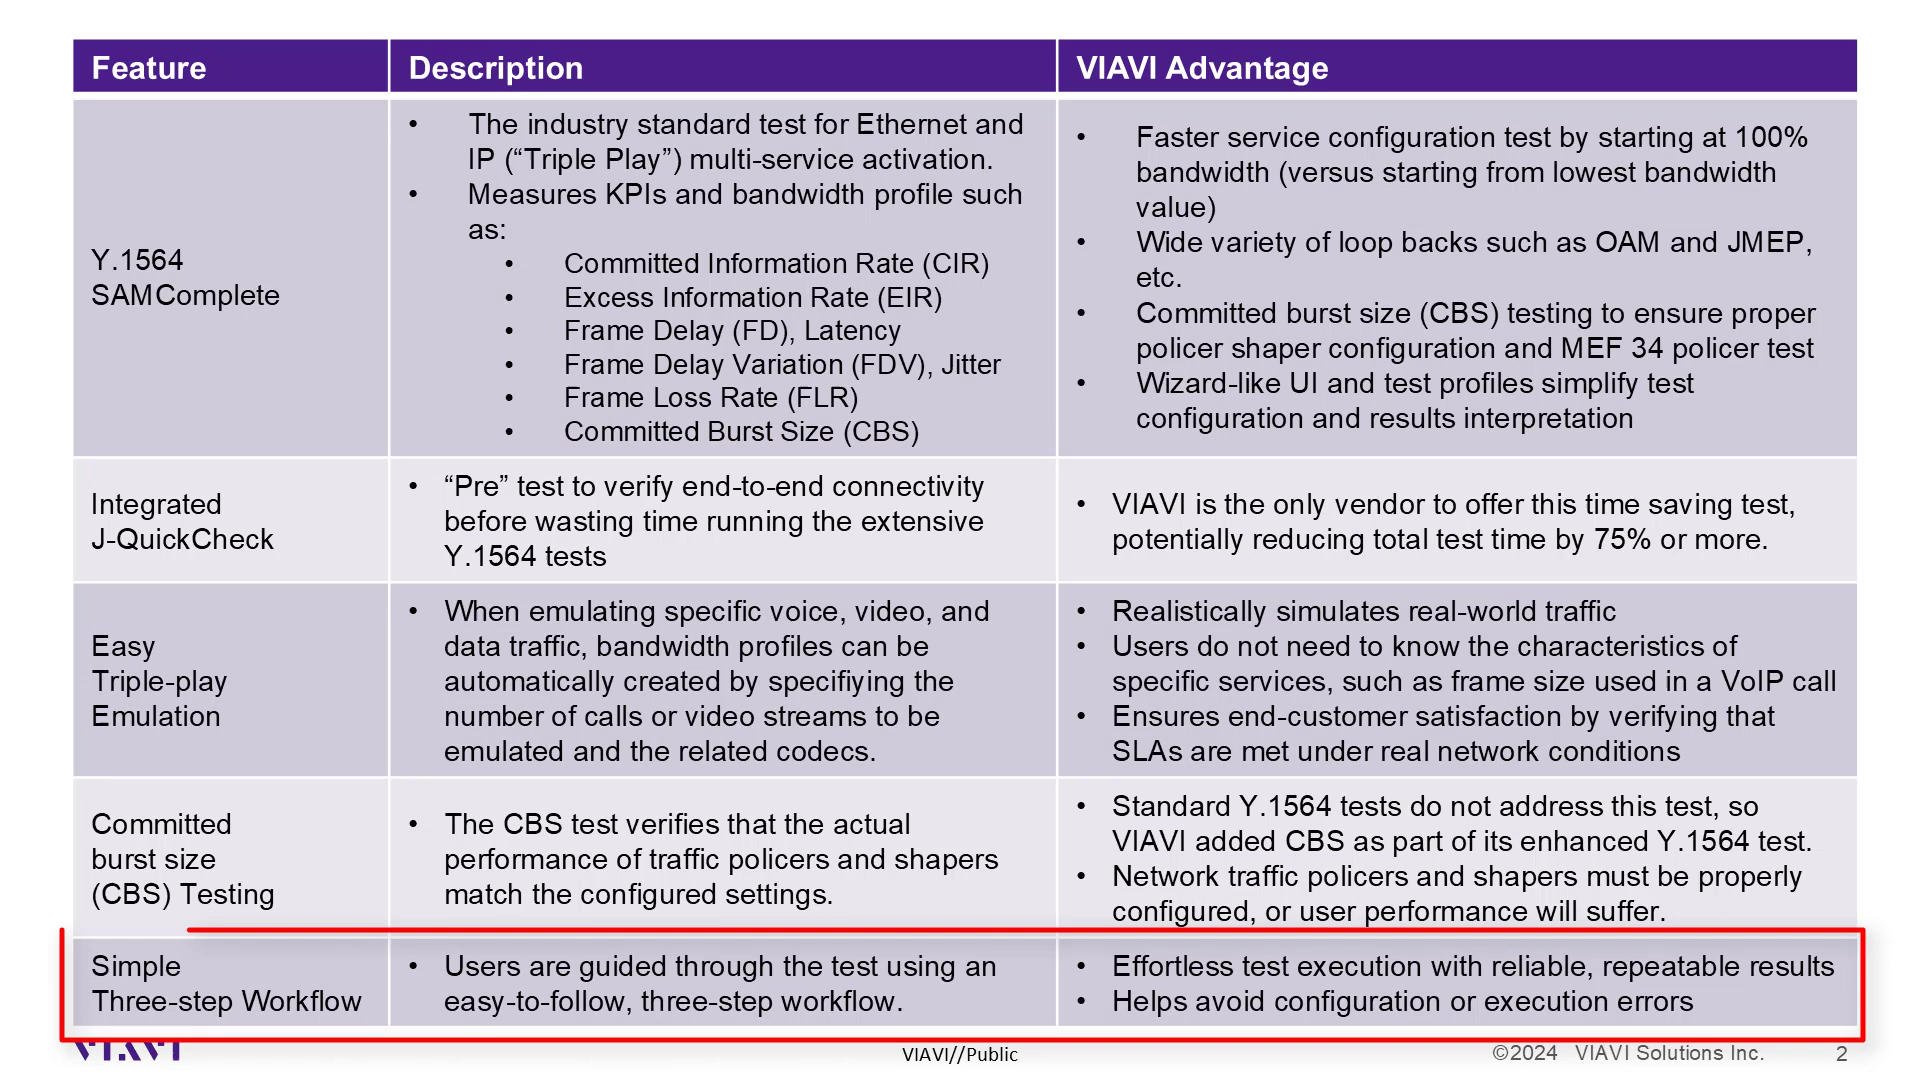 Feature
Description
VIAVI Advantage
Y.1564
SAMComplete
• The industry standard test for Ethernet and
IP (“Triple Play”) multi-service activation.
• Measures KPIs and bandwidth profile such
as:
• Committed Information Rate (CIR)
• Excess Information Rate (EIR)
• Frame Delay (FD), Latency
• Frame Delay Variation (FDV), Jitter
• Frame Loss Rate (FLR)
• Committed Burst Size (CBS)
• Faster service configuration test by starting at 100%
bandwidth (versus starting from lowest bandwidth
value)
• Wide variety of loop backs such as OAM and JMEP,
etc.
• Committed burst size (CBS) testing to ensure proper
policer shaper configuration and MEF 34 policer test
• Wizard-like UI and test profiles simplify test
configuration and results interpretation
Integrated
J-QuickCheck
• “Pre” test to verify end-to-end connectivity
before wasting time running the extensive
Y.1564 tests
• VIAVI is the only vendor to offer this time saving test,
potentially reducing total test time by 75% or more.
Easy
Triple-play
Emulation
• When emulating specific voice, video, and
data traffic, bandwidth profiles can be
automatically created by specifiying the
number of calls or video streams to be
emulated and the related codecs.
• Realistically simulates real-world traffic
• Users do not need to know the characteristics of
specific services, such as frame size used in a VoIP call
• Ensures end-customer satisfaction by verifying that
SLAs are met under real network conditions
Committed
burst size
(CBS) Testing
• The CBS test verifies that the actual
performance of traffic policers and shapers
match the configured settings.
• Standard Y.1564 tests do not address this test, so
VIAVI added CBS as part of its enhanced Y.1564 test.
• Network traffic policers and shapers must be properly
configured, or user performance will suffer.
Simple
Three-step Workflow
• Users are guided through the test using an
easy-to-follow, three-step workflow.
• Effortless test execution with reliable, repeatable results
• Helps avoid configuration or execution errors
VIAVI
VIAVI//Public
©2024 VIAVI Solutions Inc.
2